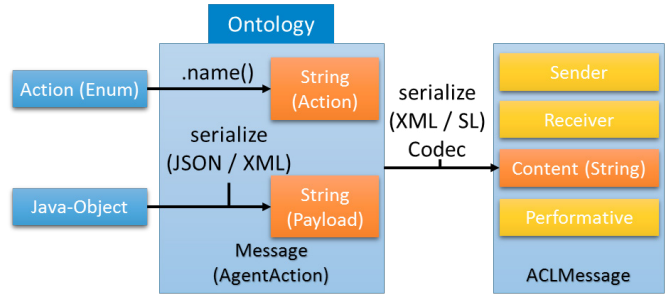 Ontology
Action (Enum)
.name()
String
(Action)
serialize
(JSON / XML)
Java-Object
String
(Payload)
Message
(AgentAction)
serialize
(XML / SL)
Codec
Sender
Receiver
Content (String)
Performative
ACLMessage